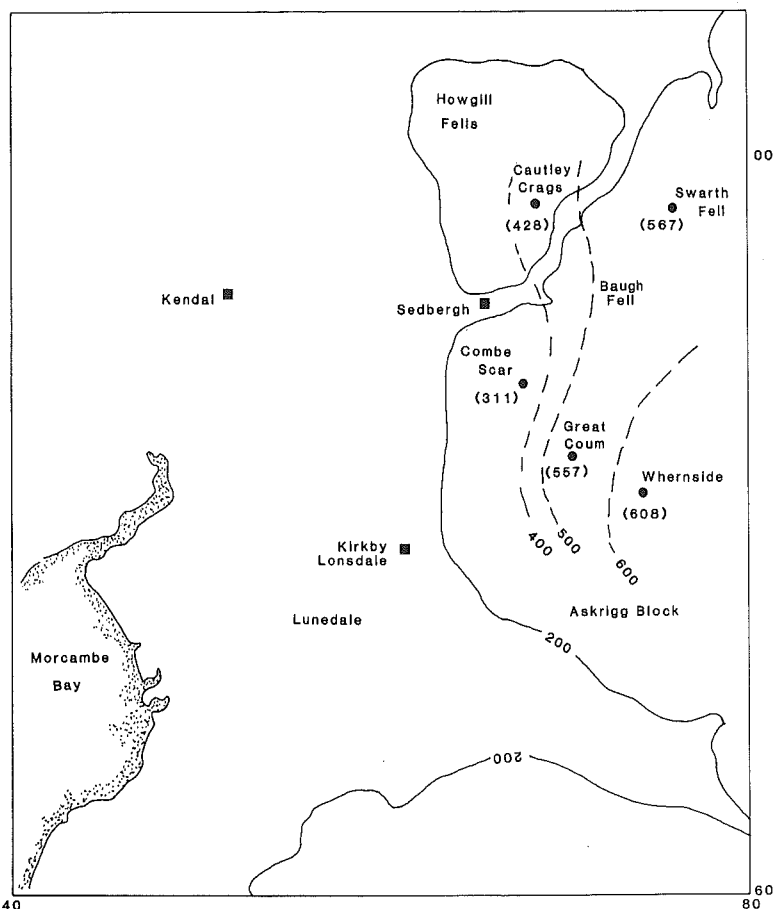 Howgill
Fells
00
Cautley
Crags
(428)
Swarth
Fell
(567)
Kendal
Sedbergh
Baugh
Fell
Combe
Scar
(311)
Great
Coum
(557)
Whernside
(608)
400
500
600
Kirkby
Lonsdale
Askrigg Block
Lunedale
200
Morcambe
Bay
200
60
40
80